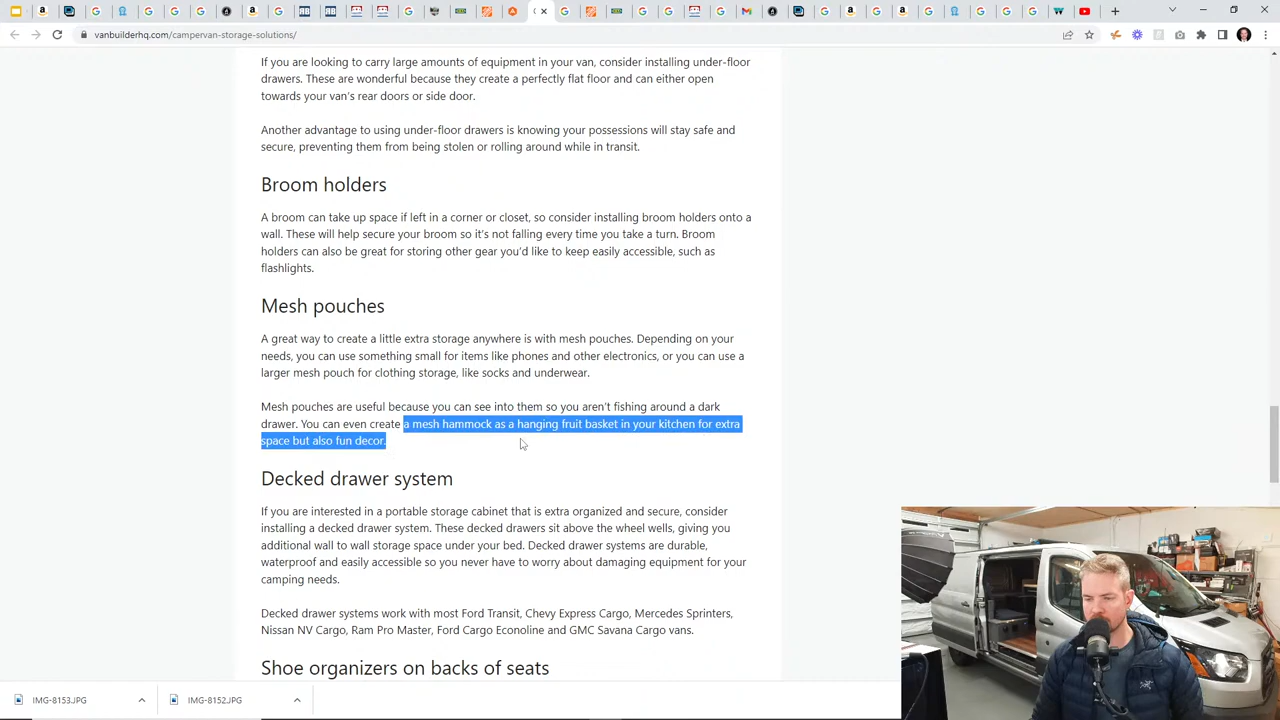 vanbuilderhq.com/campervan-storage-solutions/
If you are looking to carry large amounts of equipment in your van, consider installing under-floor
drawers. These are wonderful because they create a perfectly flat floor and can either open
towards your van's rear doors or side door.
Another advantage to using under-floor drawers is knowing your possessions will stay safe and
secure, preventing them from being stolen or rolling around while in transit.
Broom holders
A broom can take up space if left in a corner or closet, so consider installing broom holders onto a
wall. These will help secure your broom so it's not falling every time you take a turn. Broom
holders can also be great for storing other gear you'd like to keep easily accessible, such as
flashlights.
Mesh pouches
A great way to create a little extra storage anywhere is with mesh pouches. Depending on your
needs, you can use something small for items like phones and other electronics, or you can use a
larger mesh pouch for clothing storage, like socks and underwear.
Mesh pouches are useful because you can see into them so you aren't fishing around a dark
drawer. You can even create a mesh hammock as a hanging fruit basket in your kitchen for extra
space but also fun decor.
Decked drawer system
If you are interested in a portable storage cabinet that is extra organized and secure, consider
installing a decked drawer system. These decked drawers sit above the wheel wells, giving you
additional wall to wall storage space under your bed. Decked drawer systems are durable,
waterproof and easily accessible so you never have to worry about damaging equipment for your
camping needs.
Decked drawer systems work with most Ford Transit, Chevy Express Cargo, Mercedes Sprinters,
Nissan NV Cargo, Ram Pro Master, Ford Cargo Econoline and GMC Savana Cargo vans.
Shoe organizers on backs of seats
IMG-8153.JPG
IMG-8152.JPG